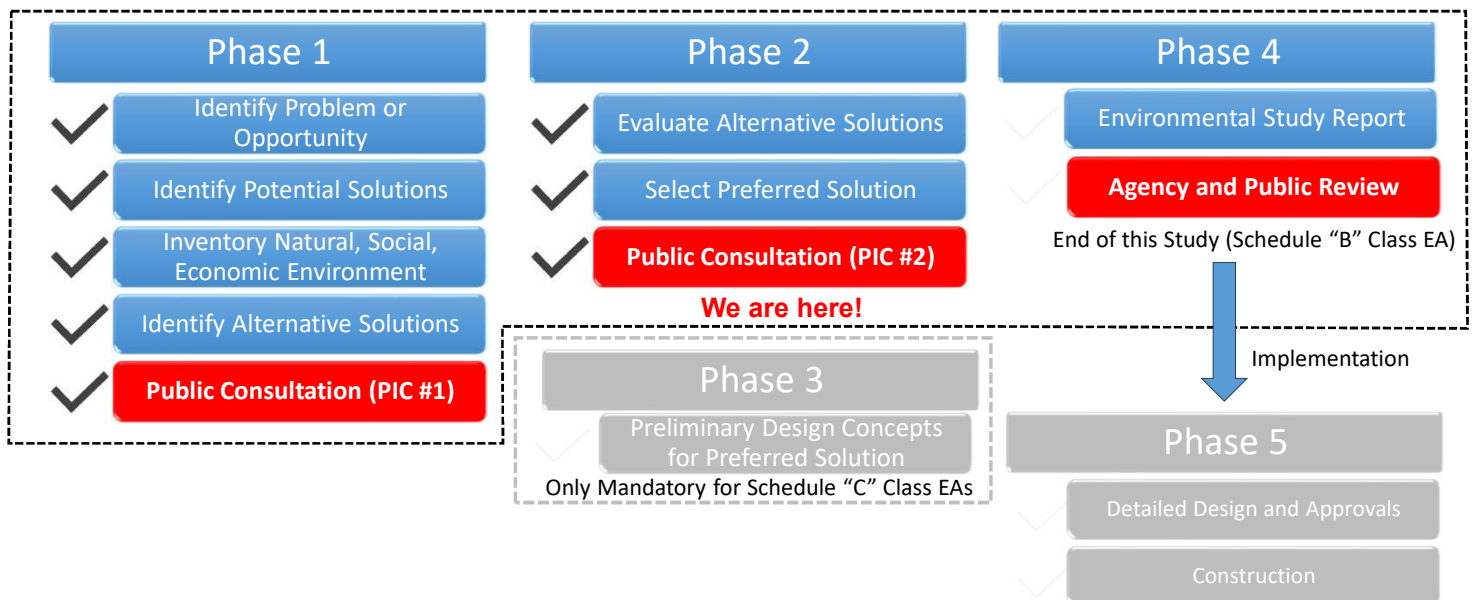 Phase 1
Identify Problem or
Opportunity
Identify Potential Solutions
Inventory Natural, Social,
Economic Environment
Identify Alternative Solutions
Public Consultation (PIC #1)
Phase 2
Evaluate Alternative Solutions
Select Preferred Solution
Public Consultation (PIC #2)
We are here!
Phase 3
Preliminary Design Concepts
for Preferred Solution
Only Mandatory for Schedule “C” Class EAs
Phase 4
Environmental Study Report
Agency and Public Review
End of this Study (Schedule “B” Class EA)
Implementation
Phase 5
Detailed Design and Approvals
Construction